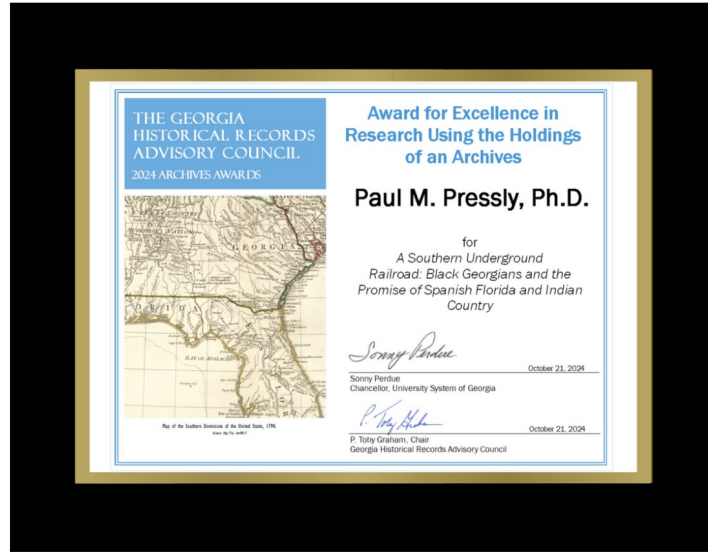 THE GEORGIA
HISTORICAL RECORDS
ADVISORY COUNCIL
2024 ARCHIVES AWARDS
GEORGIA
Map of the Southern Dominions of the United States, 1794.
Award for Excellence in
Research Using the Holdings
of an Archives
Paul M. Pressly, Ph.D.
for
A Southern Underground
Railroad: Black Georgians and the
Promise of Spanish Florida and Indian
Country
Sonny Perdue
October 21, 2024
Sonny Perdue
Chancellor, University System of Georgia
P. Toby Graham
October 21, 2024
P. Toby Graham, Chair
Georgia Historical Records Advisory Council